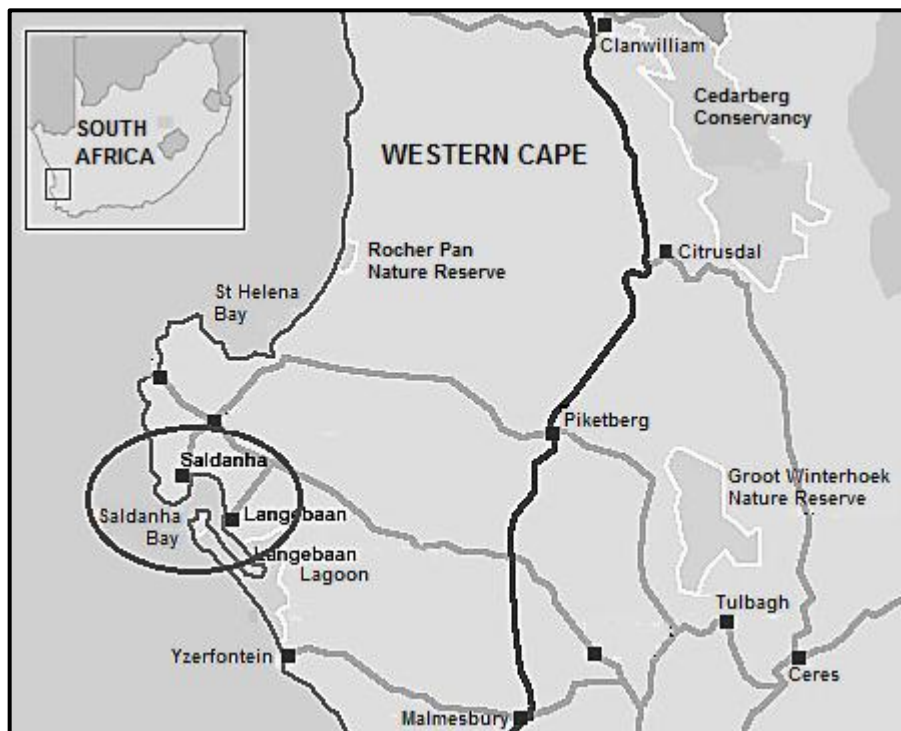 Clanwilliam
SOUTH
AFRICA
Cedarberg
Conservancy
WESTERN CAPE
Rocher Pan
Nature Reserve
Citrusdal
St Helena
Bay
Piketberg
Saldanha
Groot Winterhoek
Nature Reserve
Saldanha
Bay
Langebaan
Langebaan
Lagoon
Tulbagh
Yzerfontein
Ceres
Malmesbury